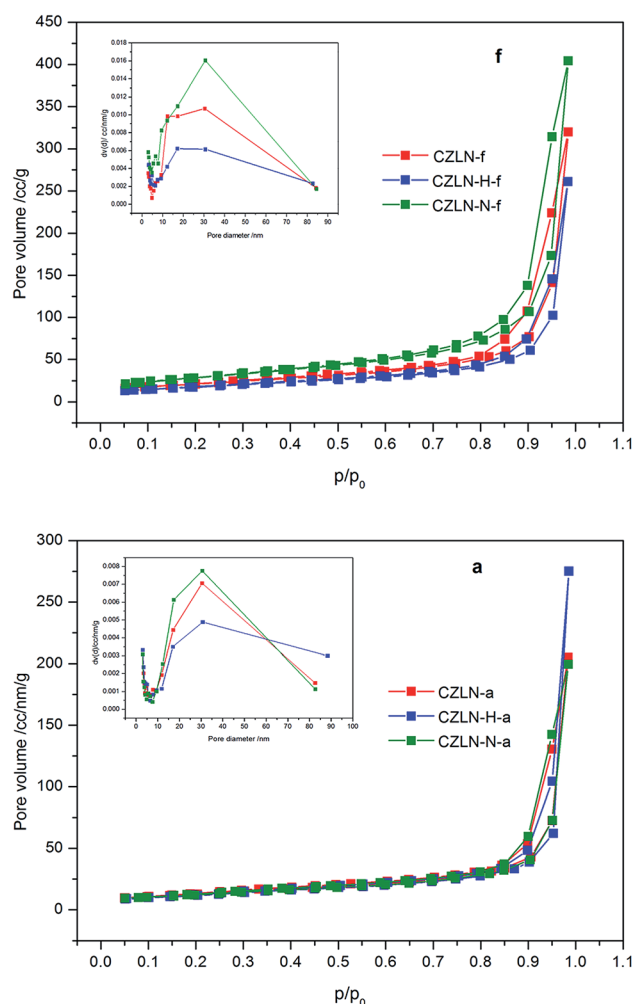 f
0.018
0.016
0.014
0.012
0.010
0.008
0.006
0.004
0.002
0.000
dv(d)/ cc/nm/g
0 10 20 30 40 50 60 70 80 90
Pore diameter /nm
CZLN-f
CZLN-H-f
CZLN-N-f
450
400
350
300
250
200
150
100
50
0
Pore volume /cc/g
0.0 0.1 0.2 0.3 0.4 0.5 0.6 0.7 0.8 0.9 1.0 1.1
p/p0
a
0.008
0.007
0.006
0.005
0.004
0.003
0.002
0.001
0.000
dv(d)/cc/nm/g
0 10 20 30 40 50 60 70 80 90 100
Pore diameter /nm
CZLN-a
CZLN-H-a
CZLN-N-a
300
250
200
150
100
50
0
Pore volume /cc/nm/g
0.0 0.1 0.2 0.3 0.4 0.5 0.6 0.7 0.8 0.9 1.0 1.1
p/p0